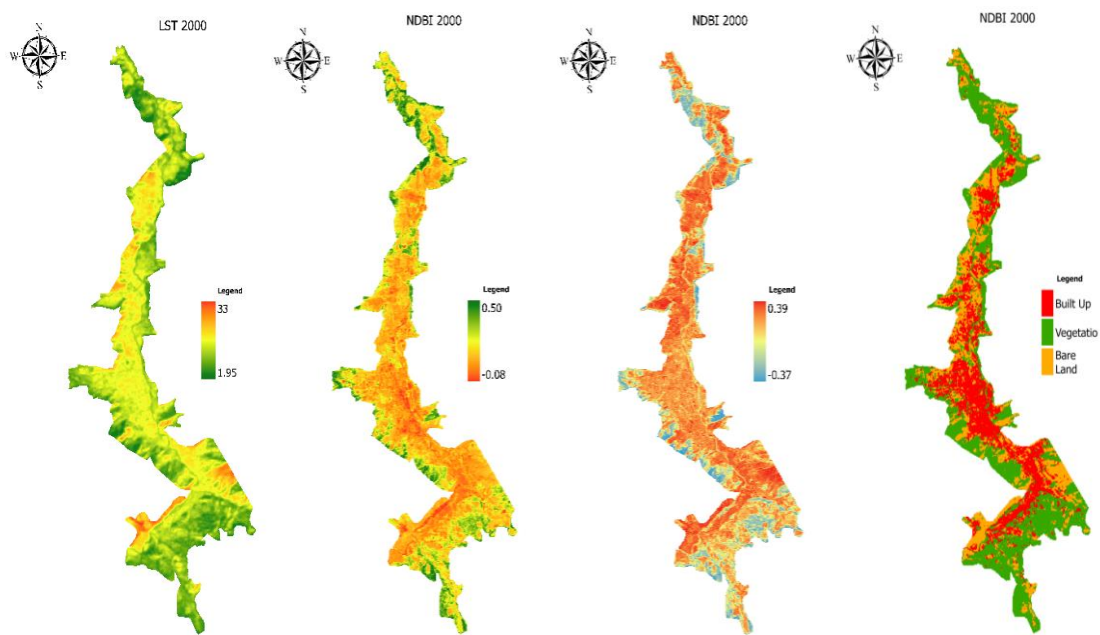 LST 2000
NDBI 2000
NDBI 2000
NDBI 2000
N
W E
S
N
W E
S
N
W E
S
N
W E
S
Legend
33
1.95
Legend
0.50
-0.08
Legend
0.39
-0.37
Legend
Built Up
Vegetatio
Bare
Land